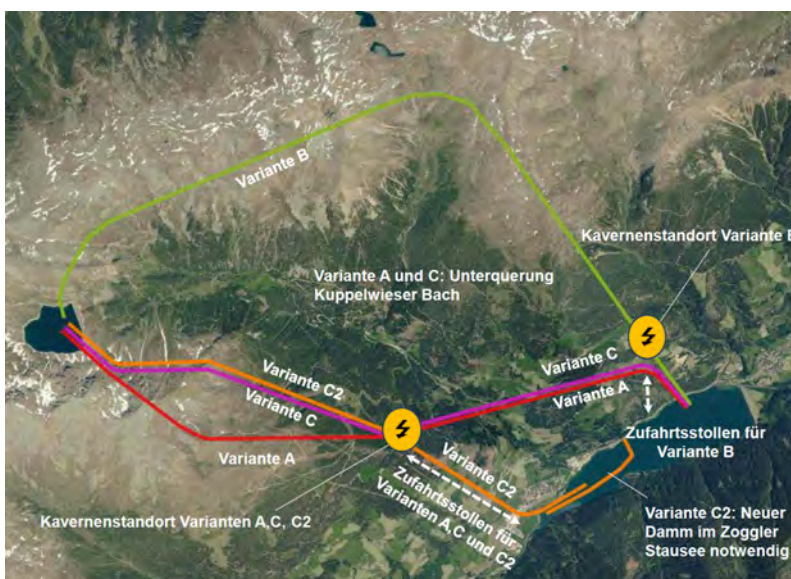 Variante B
Kavernenstandort Variante B
Variante A und C: Unterquerung
Kuppelwieser Bach
Variante C
Variante C2
Variante C
Variante A
Variante A
Zufahrtsstollen für
Variante B
Variante C2
Zufahrtsstollen für
Varianten A,C und C2
Kavernenstandort Varianten A,C, C2
Variante C2: Neuer
Damm im Zoggler
Stausee notwendig